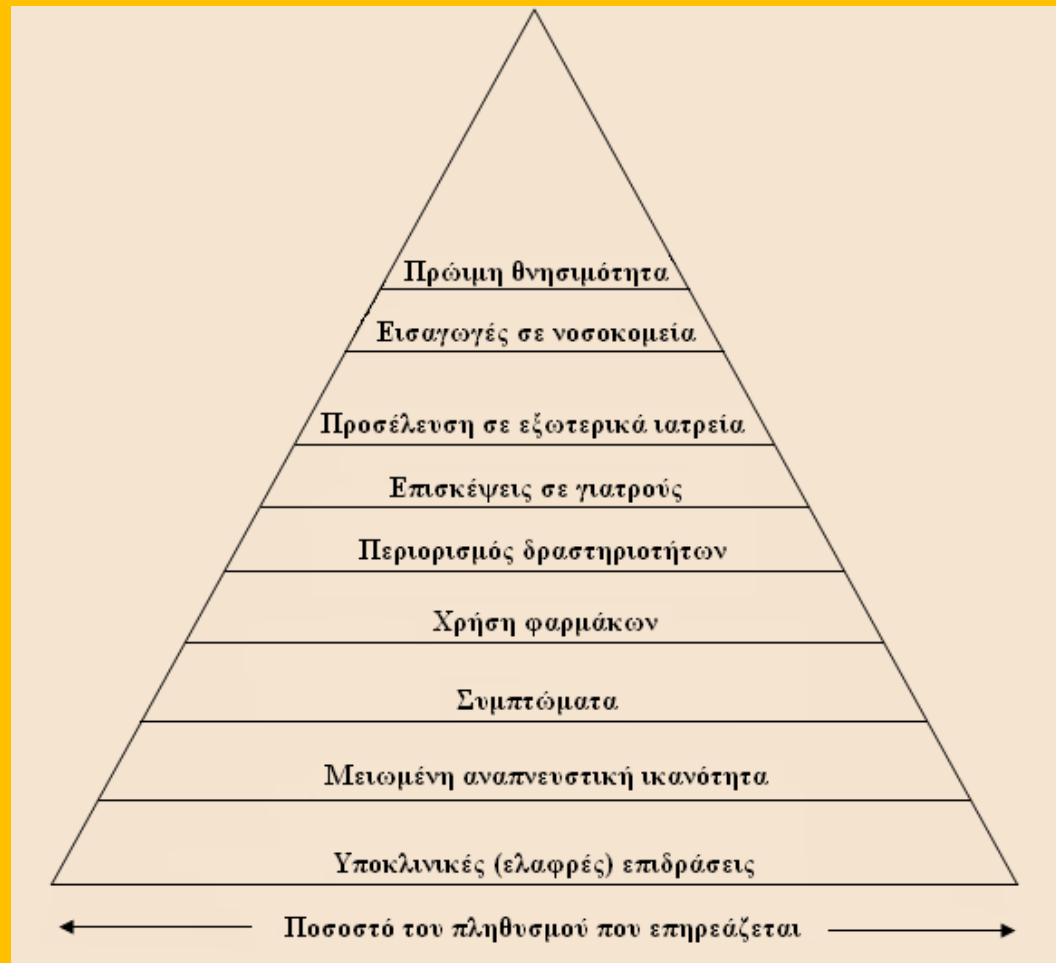 Πρώιμη θνησιμότητα
Εισαγωγές σε νοσοκομεία
Προσέλευση σε εξωτερικά ιατρεία
Επισκέψεις σε γιατρούς
Περιορισμός δραστηριοτήτων
Χρήση φαρμάκων
Συμπτώματα
Μειωμένη αναπνευστική ικανότητα
Υποκλινικές (ελαφρές) επιδράσεις
Ποσοστό του πληθυσμού που επηρεάζεται